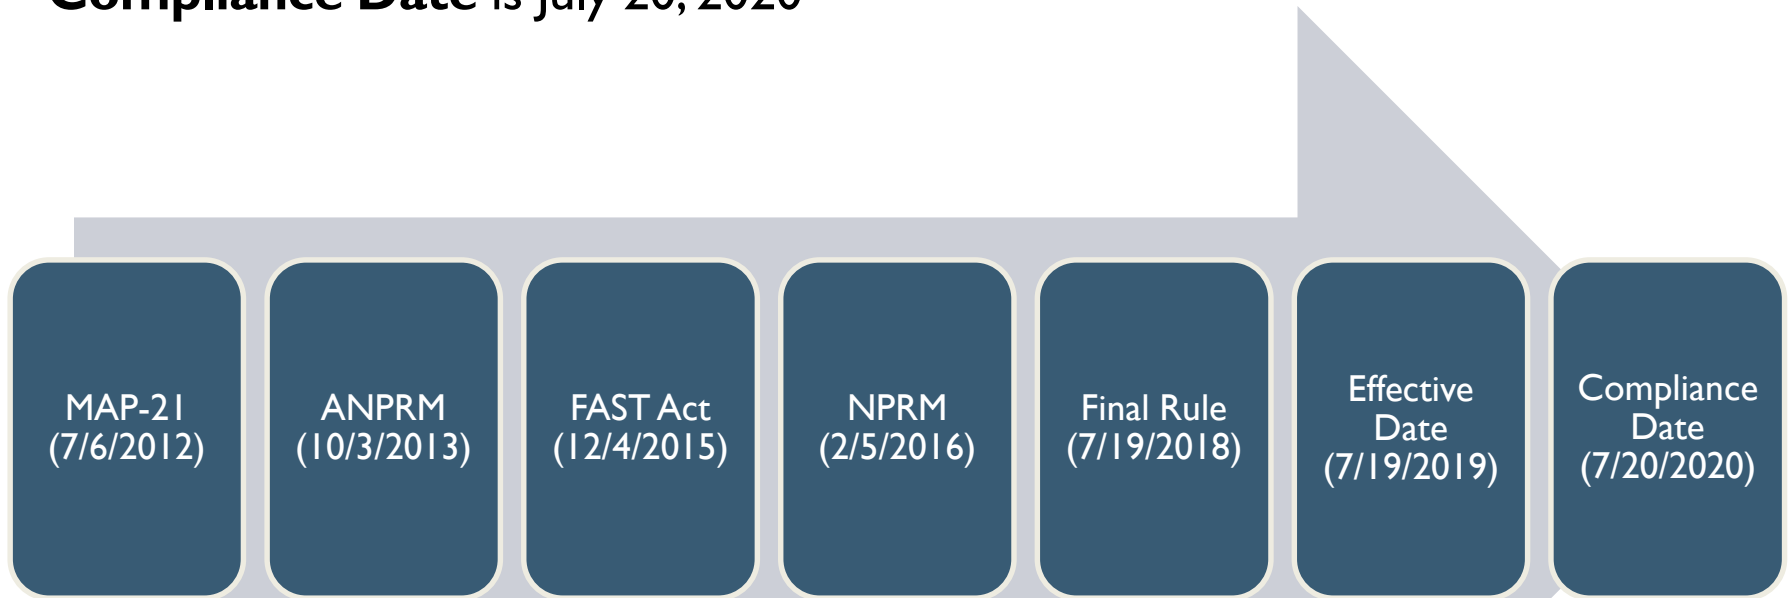 Compliance Date is July 20, 2020
MAP-21
(7/6/2012)
ANPRM
(10/3/2013)
FAST Act
(12/4/2015)
NPRM
(2/5/2016)
Final Rule
(7/19/2018)
Effective
Date
(7/19/2019)
Compliance
Date
(7/20/2020)